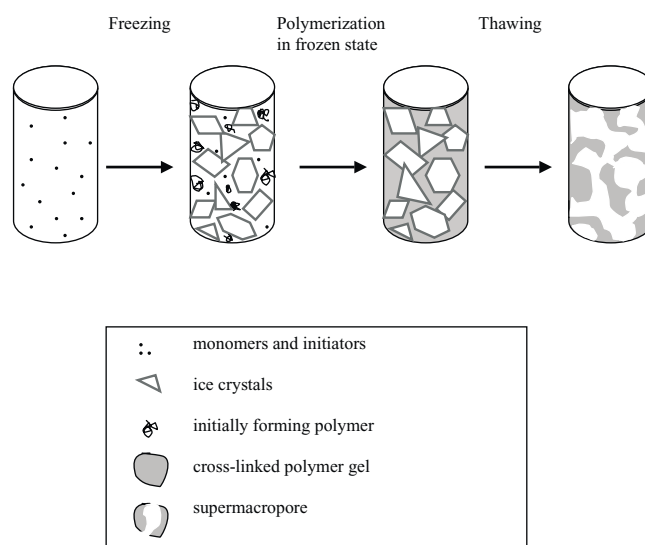 Freezing
Polymerization
in frozen state
Thawing
monomers and initiators
ice crystals
initially forming polymer
cross-linked polymer gel
supermacropore